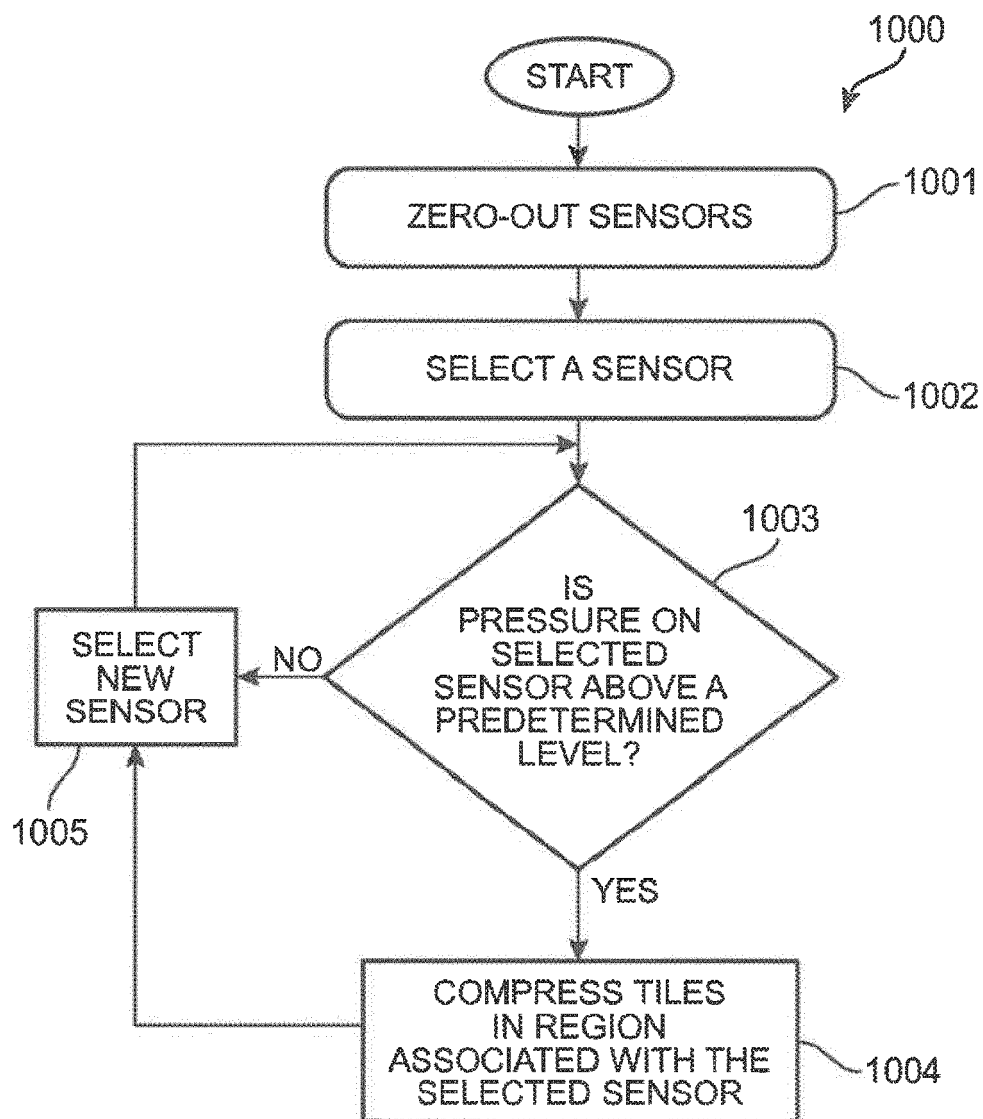 1000
START
1001
ZERO-OUT SENSORS
SELECT A SENSOR
1002
1003
IS
PRESSURE ON
SELECTED
SENSOR ABOVE A
PREDETERMINED
LEVEL?
NO
SELECT
NEW
SENSOR
1005
YES
COMPRESS TILES
IN REGION
ASSOCIATED WITH THE
SELECTED SENSOR
1004